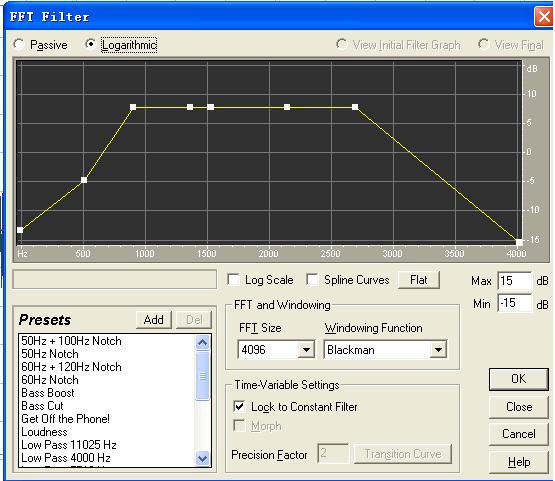 FFT Filter
Passive Logarithmic View Initial Filter Graph View Final
dB
10
5
0
-5
-10
-15
Hz 500 1000 1500 2000 2500 3000 3500 4000
Log Scale Spline Curves Flat
Max 15 dB
Min -15 dB
Presets Add Del
50Hz + 100Hz Notch
50Hz Notch
60Hz + 120Hz Notch
60Hz Notch
Bass Boost
Bass Cut
Get Off the Phone!
Loudness
Low Pass 11025 Hz
Low Pass 4000 Hz
FFT and Windowing
FFT Size Windowing Function
4096 Blackman
Time-Variable Settings
Lock to Constant Filter
Morph
Precision Factor 2 Transition Curve
OK
Close
Cancel
Help